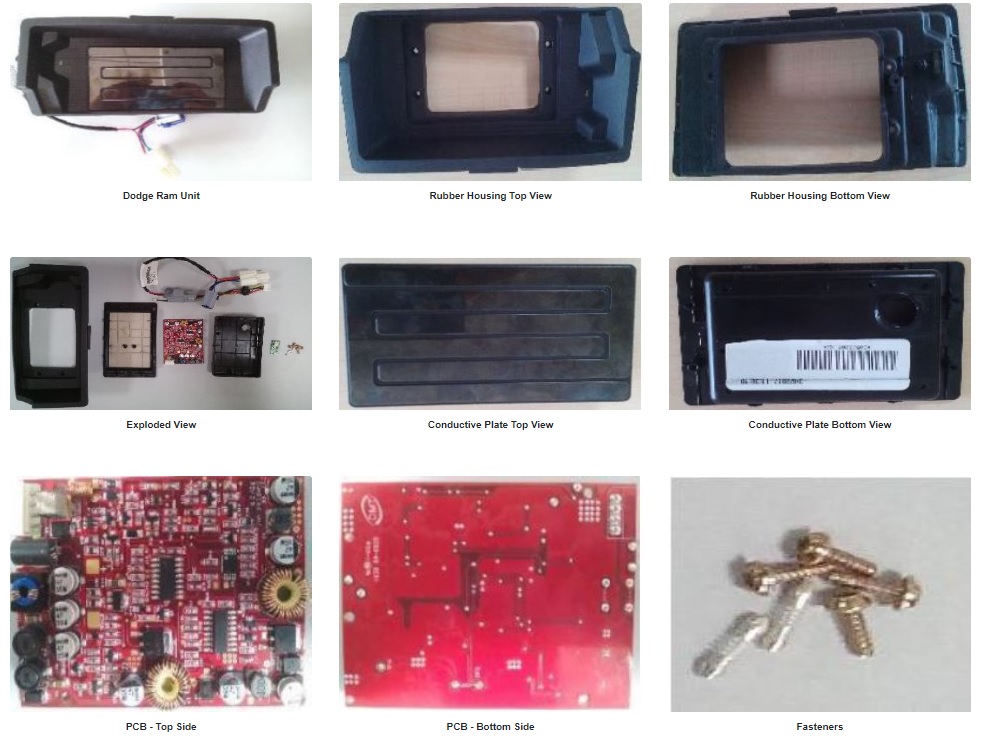 Dodge Ram Unit
Rubber Housing Top View
Rubber Housing Bottom View
Exploded View
Conductive Plate Top View
Conductive Plate Bottom View
PCB - Top Side
PCB - Bottom Side
Fasteners